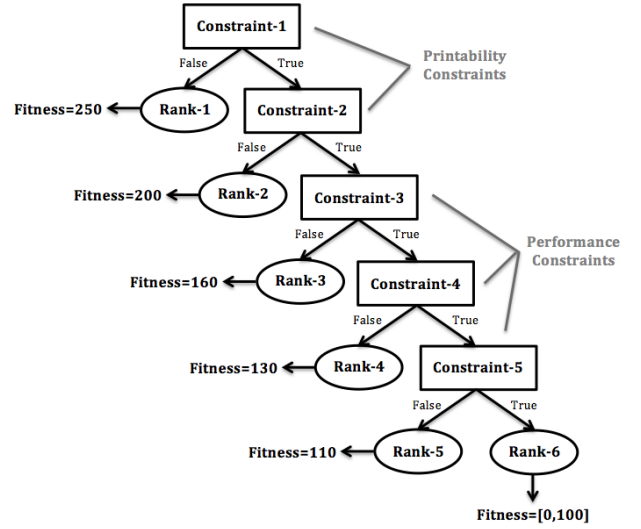 Constraint-1
Printability
Constraints
False
True
Fitness=250
Rank-1
Constraint-2
False
True
Fitness=200
Rank-2
Constraint-3
False
True
Performance
Constraints
Fitness=160
Rank-3
Constraint-4
False
True
Fitness=130
Rank-4
Constraint-5
False
True
Fitness=110
Rank-5
Rank-6
Fitness=[0,100]